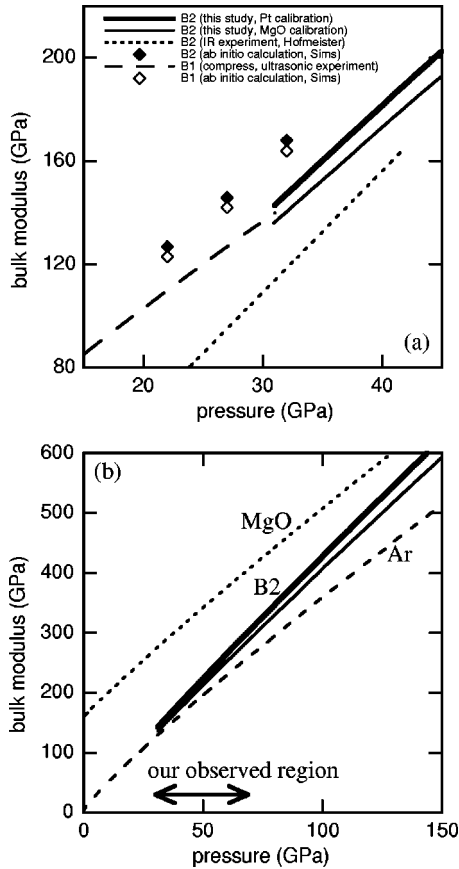 B2 (this study, Pt calibration)
B2 (this study, MgO calibration)
B2 (IR experiment, Hofmeister)
B2 (ab initio calculation, Sims)
B1 (compress, ultrasonic experiment)
B1 (ab initio calculation, Sims)
200
160
120
80
bulk modulus (GPa)
(a)
20 30 40
pressure (GPa)
(b)
600
500
400
300
200
100
0
bulk modulus (GPa)
MgO
B2
Ar
our observed region
0 50 100 150
pressure (GPa)